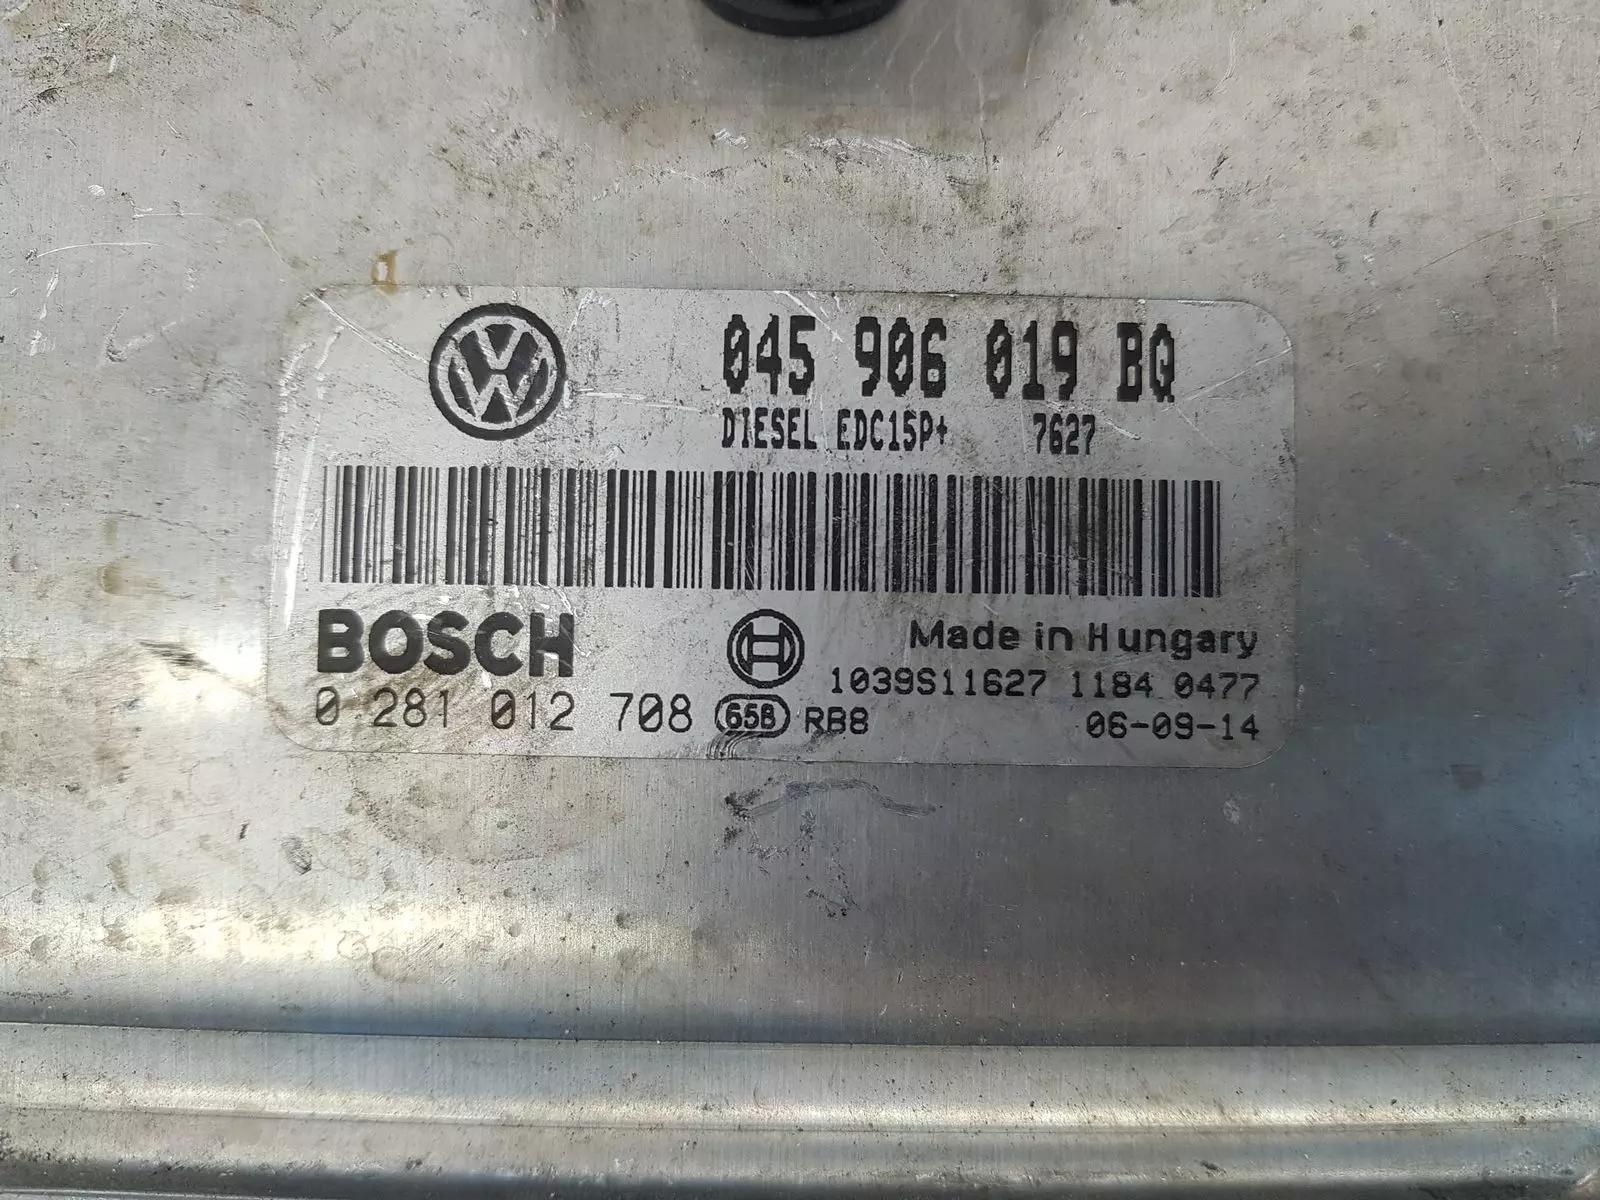 045 906 019 BQ
DIESEL EDC15P+ 7627
BOSCH
Made in Hungary
1039S11627 1184 0477
0 281 012 708 65B RB8 06-09-14